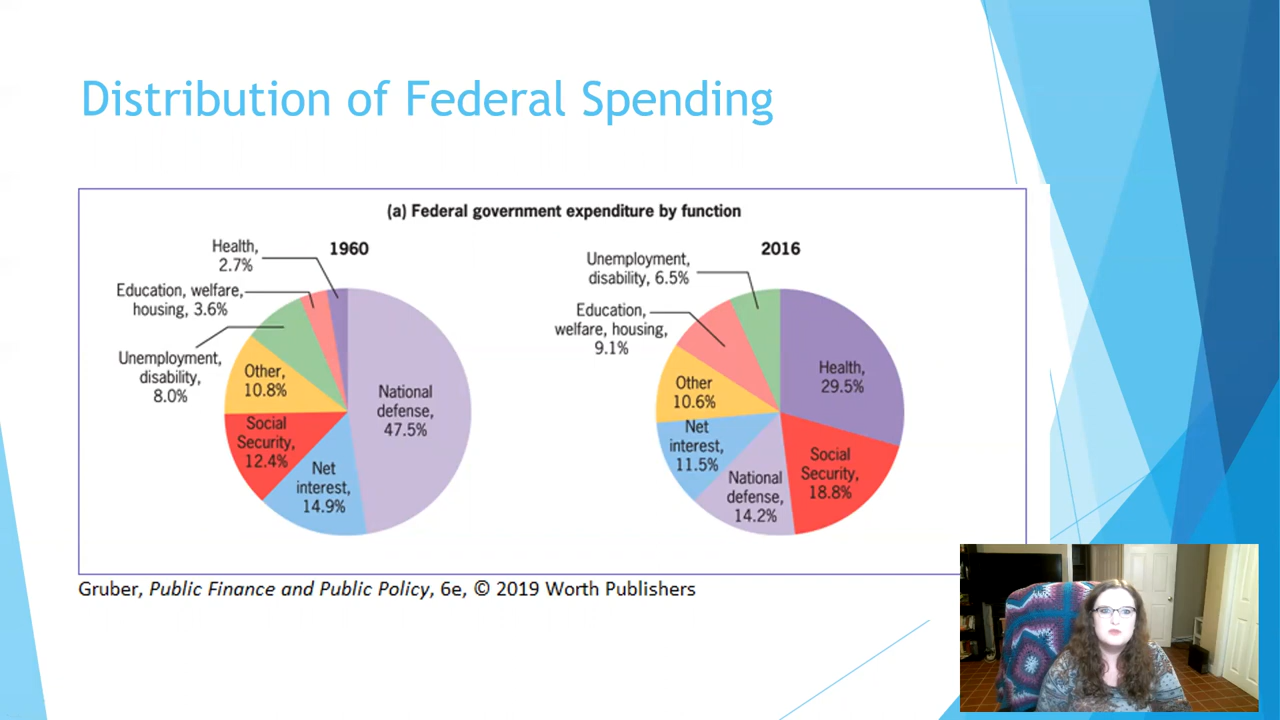 Distribution of Federal Spending
(a) Federal government expenditure by function
1960
Health,
2.7%
Education, welfare,
housing, 3.6%
Unemployment,
disability,
8.0%
Other,
10.8%
Social
Security,
12.4%
Net
interest,
14.9%
National
defense,
47.5%
2016
Unemployment,
disability, 6.5%
Education,
welfare, housing,
9.1%
Other
10.6%
Net
interest,
11.5%
National
defense,
14.2%
Social
Security,
18.8%
Health,
29.5%
Gruber, Public Finance and Public Policy, 6e, © 2019 Worth Publishers